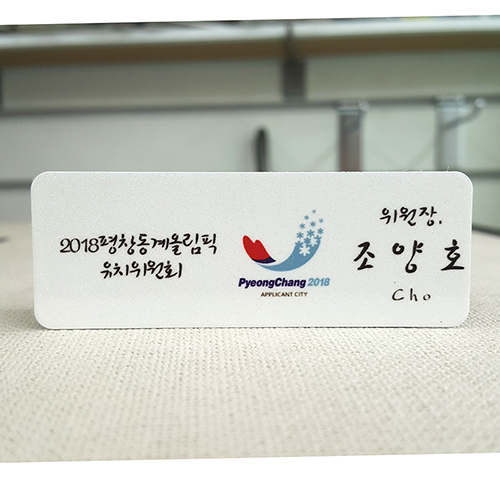 2018평창동계올림픽
유치위원회
PyeongChang 2018
APPLICANT CITY
위원장.
조양호
Cho